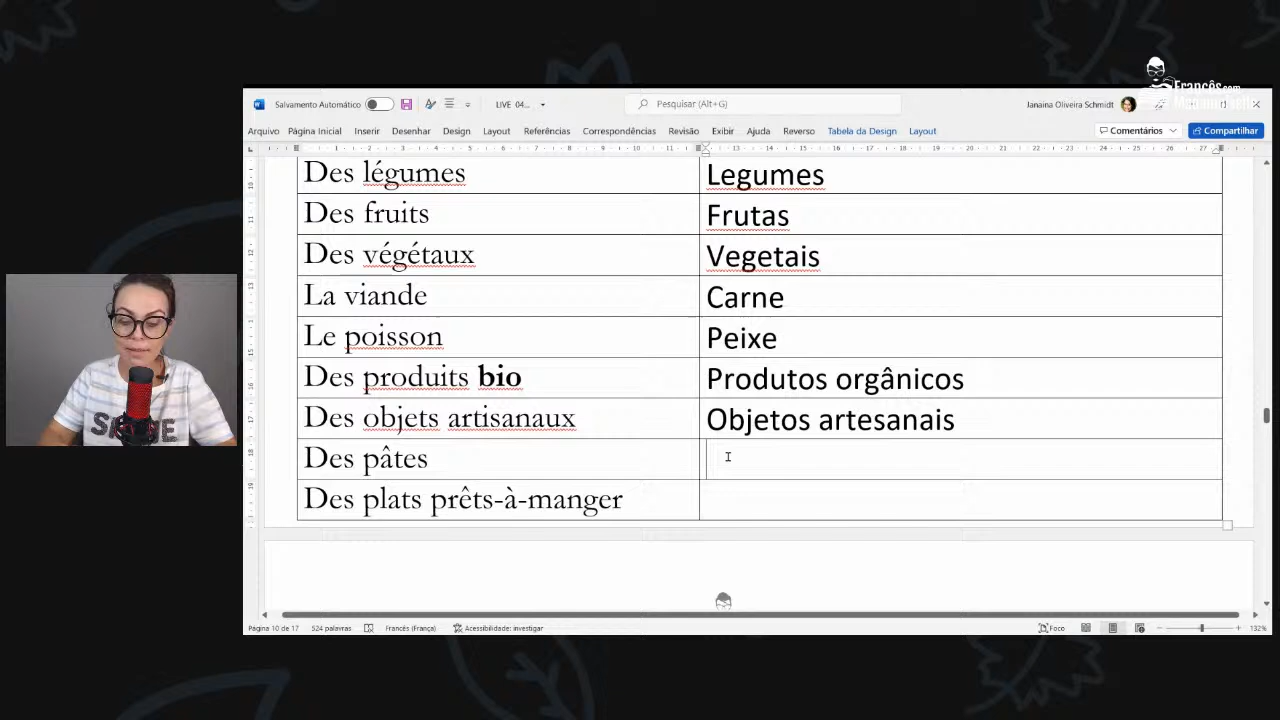 Francês com
Salvamento Automático
LIVE 04...
Pesquisar (Alt+G)
Janaina Oliveira Schmidt
Arquivo Página Inicial Inserir Desenhar Design Layout Referências Correspondências Revisão Exibir Ajuda Reverso Tabela da Design Layout
Comentários Compartilhar
Des légumes Legumes
Des fruits Frutas
Des végétaux Vegetais
La viande Carne
Le poisson Peixe
Des produits bio Produtos orgânicos
Des objets artisanaux Objetos artesanais
Des pâtes
Des plats prêts-à-manger
Página 10 de 17 524 palavras Francês (França) Acessibilidade: investigar Foco 132%